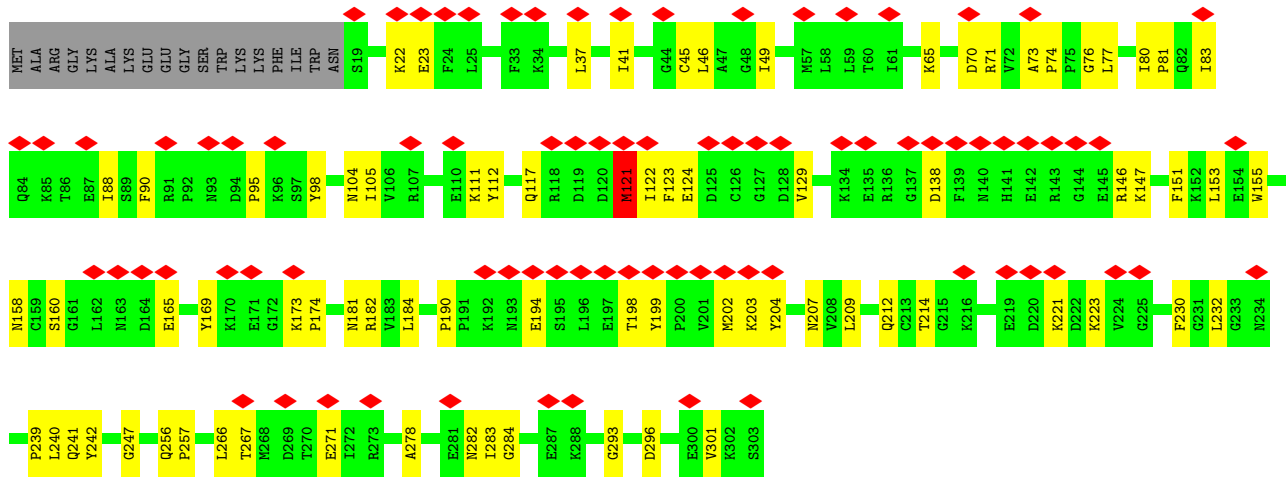 MET ALA ARG GLY LYS ALA LYS GLU GLU GLY SER TRP LYS LYS PHE ILE TRP ASN S19 K22 E23 F24 L25 F33 K34 L37 I41 G44 C45 L46 A47 G48 I49 M57 L58 L59 T60 I61 K65 D70 R71 V72 A73 P74 P75 G76 L77 I80 P81 Q82 I83
Q84 K85 T86 E87 I88 S89 F90 R91 P92 N93 D94 P95 K96 S97 Y98 N104 I105 V106 R107 E110 K111 Y112 Q117 R118 D119 D120 M121 I122 F123 E124 D125 C126 G127 D128 V129 K134 E135 R136 G137 D138 F139 N140 H141 E142 R143 G144 E145 R146 K147 F151 K152 L153 E154 W155
N158 C159 S160 G161 L162 N163 D164 E165 Y169 K170 E171 G172 K173 P174 N181 R182 V183 L184 P190 P191 K192 N193 E194 S195 L196 E197 T198 Y199 P200 V201 M202 K203 Y204 N207 V208 L209 Q212 C213 T214 G215 K216 E219 D220 K221 D222 K223 V224 G225 F230 G231 L232 G233 N234
P239 L240 Q241 Y242 G247 Q256 P257 L266 T267 M268 D269 T270 E271 I272 R273 A278 E281 N282 I283 G284 E287 K288 G293 D296 E300 V301 K302 S303